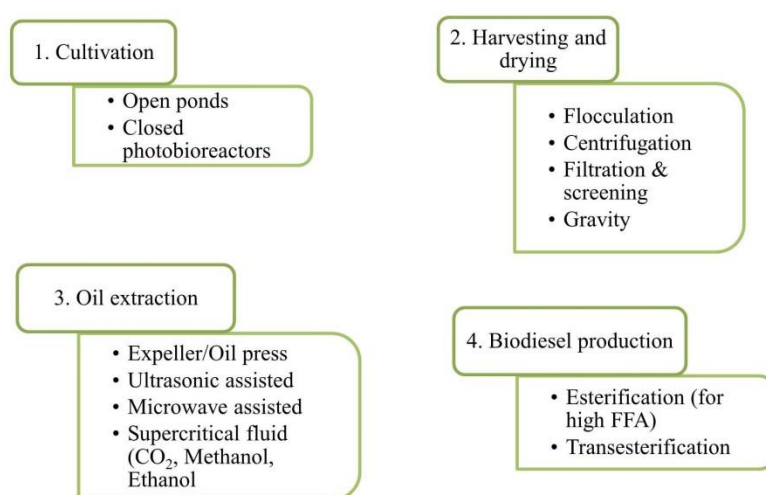 1. Cultivation
• Open ponds
• Closed
photobioreactors
2. Harvesting and
drying
• Flocculation
• Centrifugation
• Filtration &
screening
• Gravity
3. Oil extraction
• Expeller/Oil press
• Ultrasonic assisted
• Microwave assisted
• Supercritical fluid
(CO₂, Methanol,
Ethanol
4. Biodiesel production
• Esterification (for
high FFA)
• Transesterification